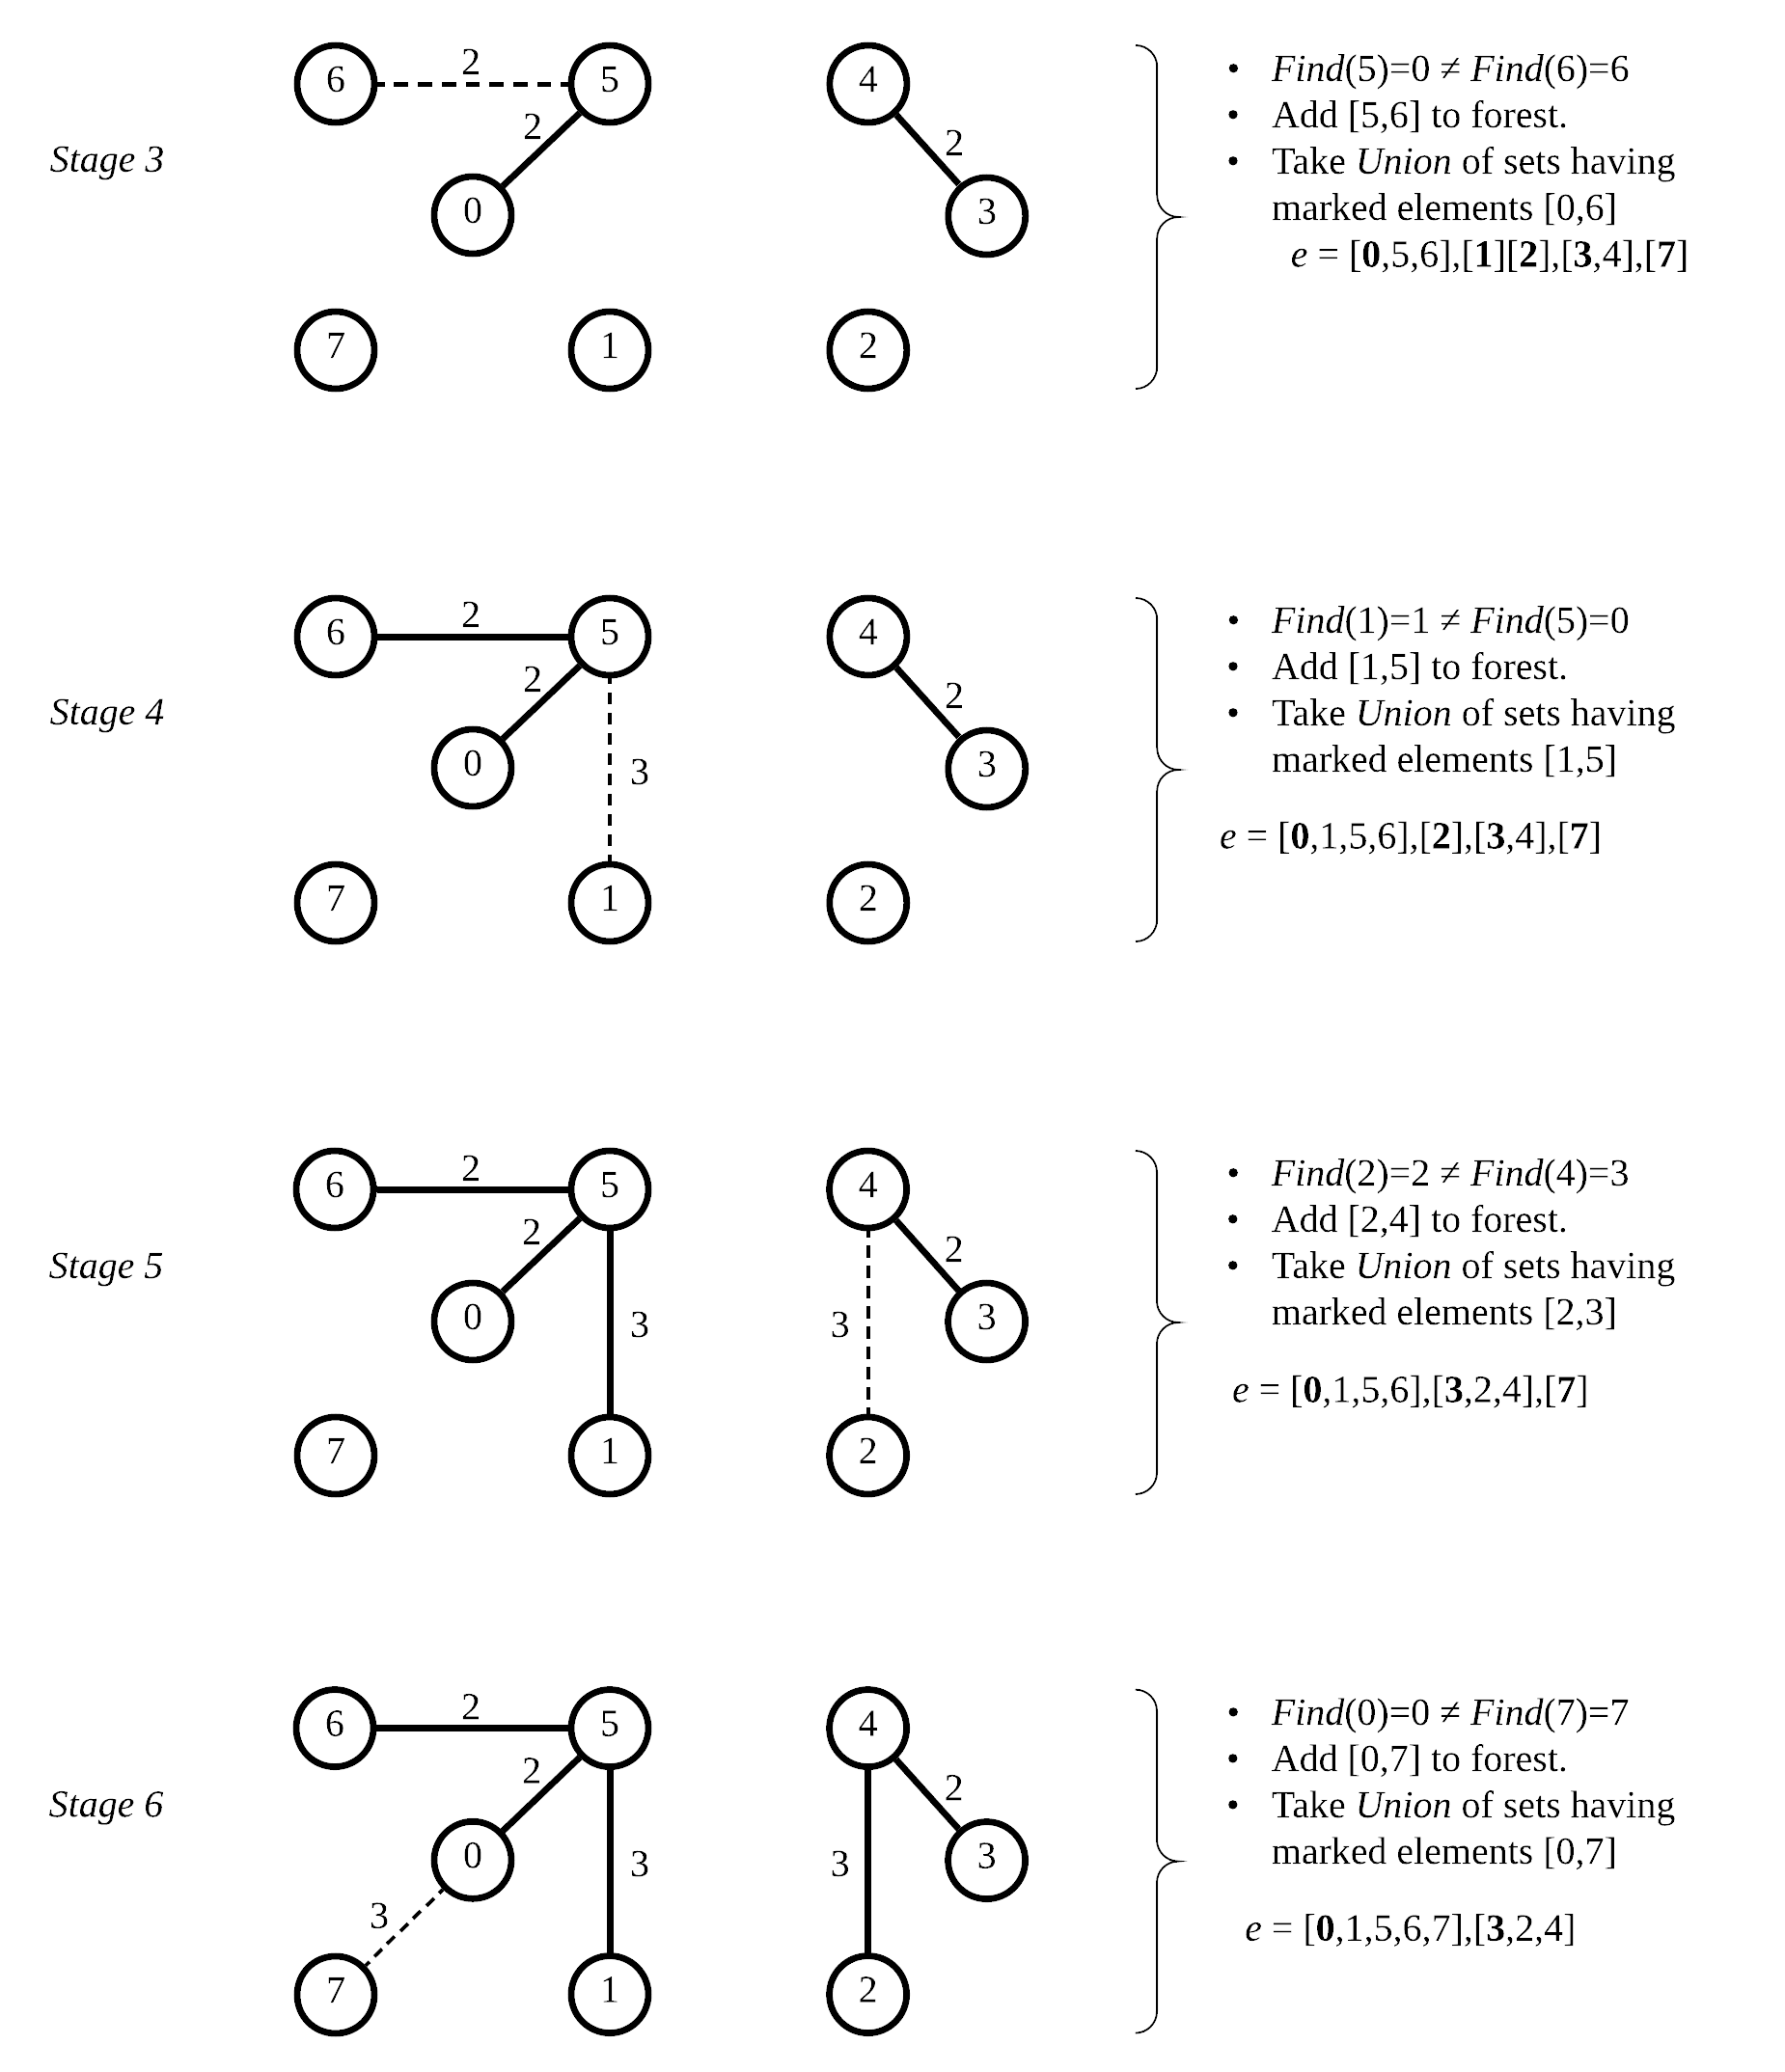 Stage 3
6 2 5 4
2 2
0 3
7 1 2
• Find(5)=0 ≠ Find(6)=6
• Add [5,6] to forest.
• Take Union of sets having
marked elements [0,6]
e = [0,5,6],[1][2],[3,4],[7]
Stage 4
6 2 5 4
2 2
0 3 3
7 1 2
• Find(1)=1 ≠ Find(5)=0
• Add [1,5] to forest.
• Take Union of sets having
marked elements [1,5]
e = [0,1,5,6],[2],[3,4],[7]
Stage 5
6 2 5 4
2 2
0 3 3 3
7 1 2
• Find(2)=2 ≠ Find(4)=3
• Add [2,4] to forest.
• Take Union of sets having
marked elements [2,3]
e = [0,1,5,6],[3,2,4],[7]
Stage 6
6 2 5 4
2 2
0 3 3 3
3
7 1 2
• Find(0)=0 ≠ Find(7)=7
• Add [0,7] to forest.
• Take Union of sets having
marked elements [0,7]
e = [0,1,5,6,7],[3,2,4]